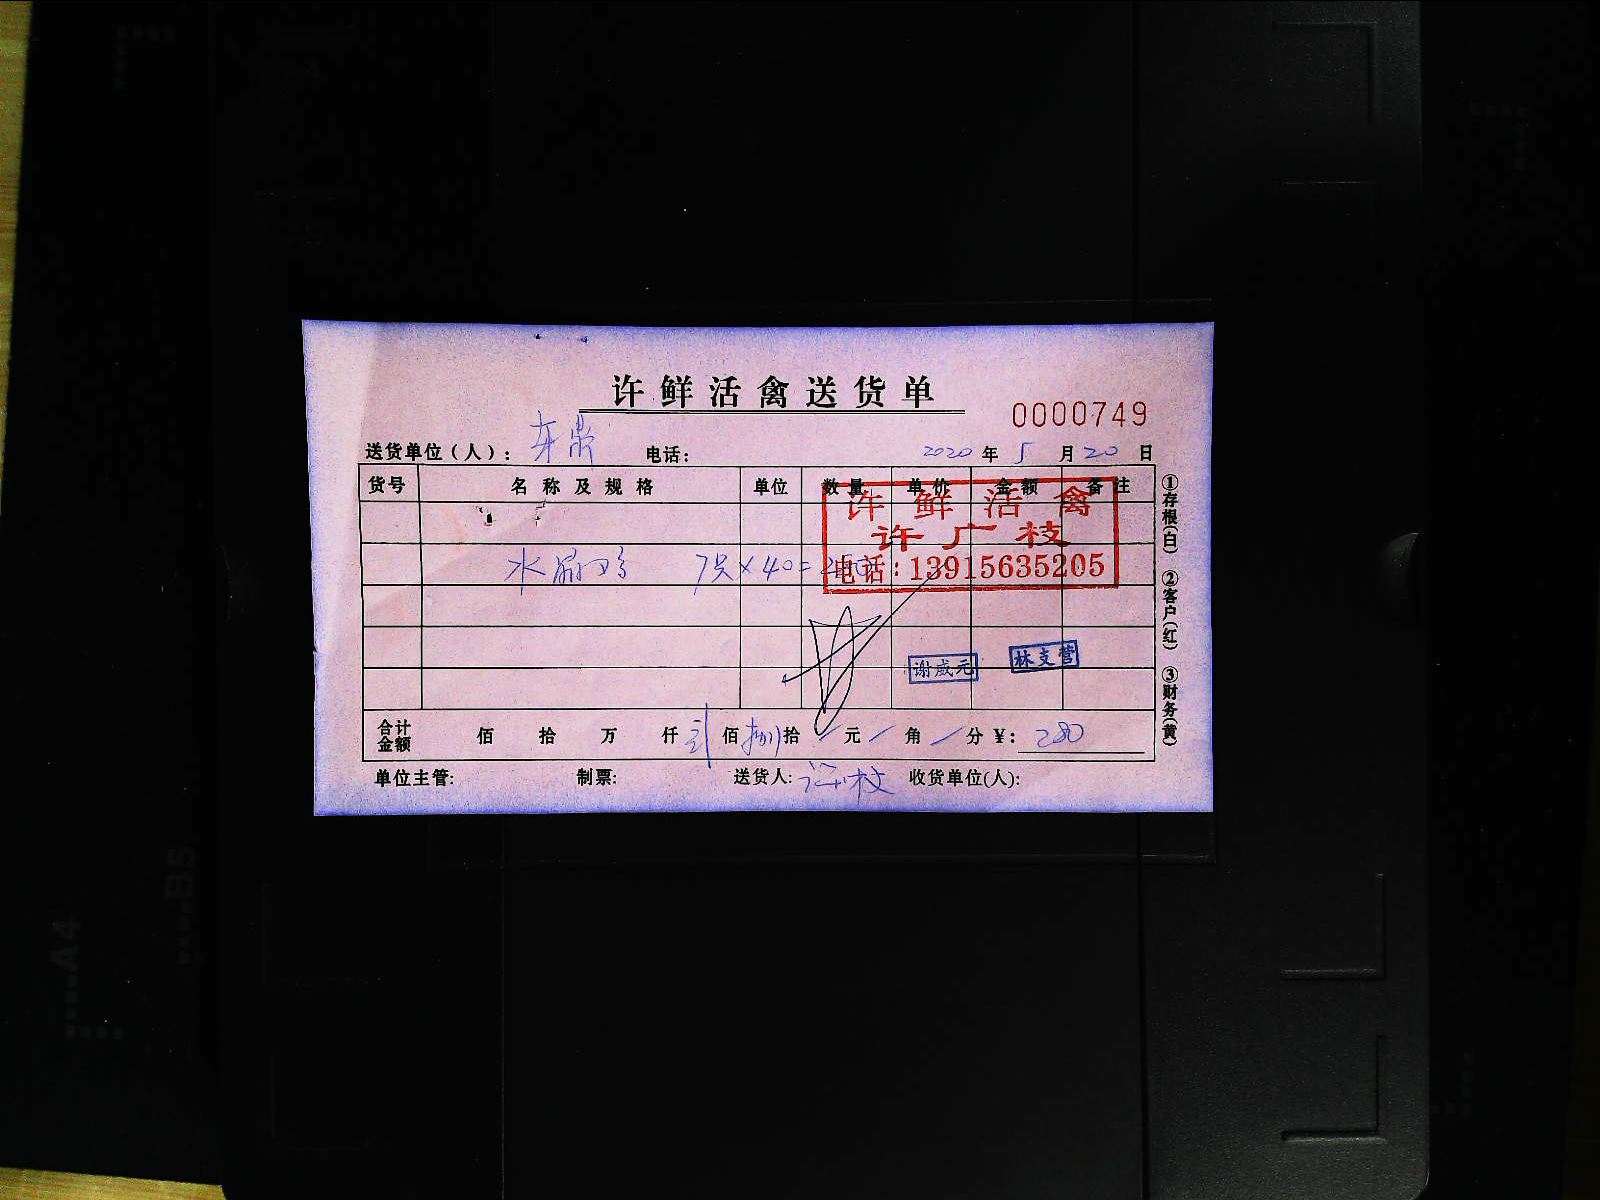 许鲜活禽送货单
0000749
送货单位（人）： 东鼎 电话： 2020 年 5 月 20 日
货号 名称及规格 单位 数量 单价 金额 备注
许鲜活禽
许广枝
电话：13915635205
水 7只×40=280
谢威元 林支营
合计金额 佰 拾 万 仟 贰 佰 捌 拾 / 元 / 角 / 分 ¥: 280
单位主管: 制票: 送货人: 许广枝 收货单位(人):
①存根(白) ②客户(红) ③财务(黄)
A4
B5